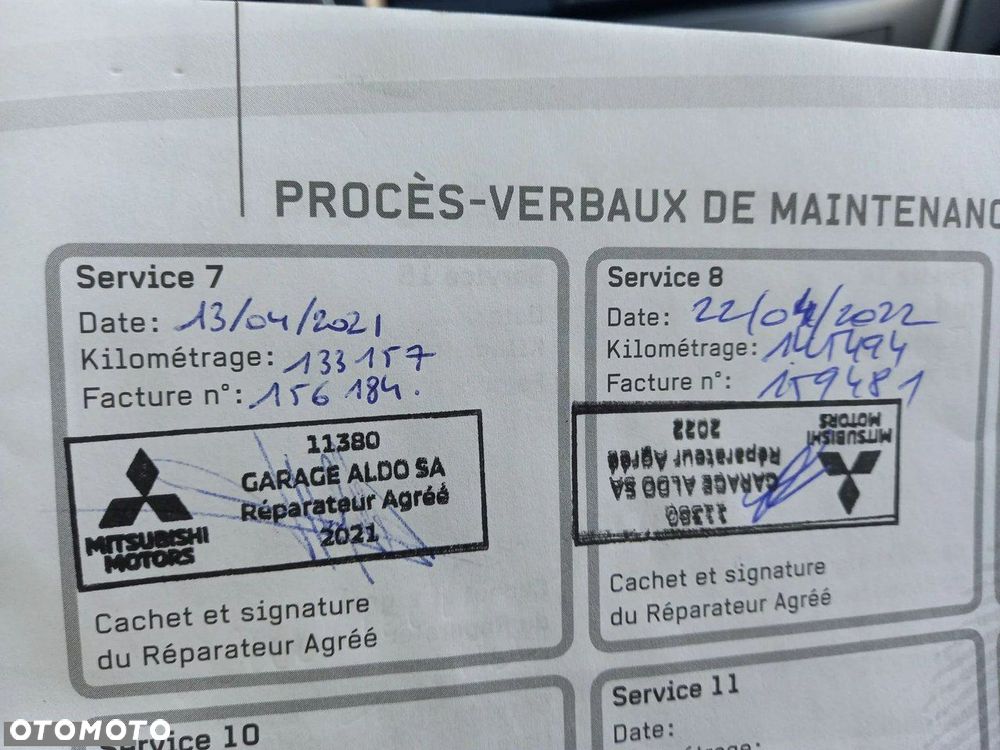 PROCÈS-VERBAUX DE MAINTENANC
Service 7
Date: 13/04/2021
Kilométrage: 133157
Facture n°: 156184.
11380
GARAGE ALDO SA
Réparateur Agréé
2021
MITSUBISHI
MOTORS
Cachet et signature
du Réparateur Agréé
Service 8
Date: 22/04/2022
Kilométrage: 145494
Facture n°: 159481
11380
GARAGE ALDO SA
Réparateur Agréé
2022
MITSUBISHI
MOTORS
Cachet et signature
du Réparateur Agréé
Service 10
Service 11
Date:
OTOMOTO